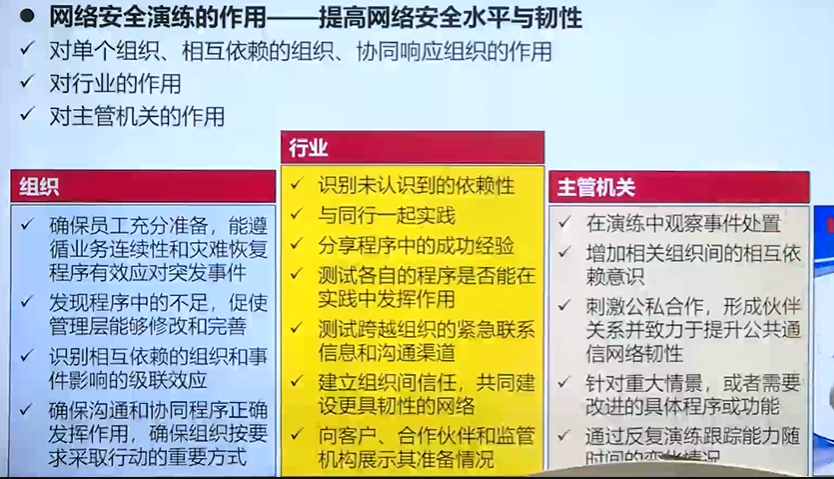 网络安全演练的作用——提高网络安全水平与韧性
对单个组织、相互依赖的组织、协同响应组织的作用
对行业的作用
对主管机关的作用
组织
确保员工充分准备，能遵
循业务连续性和灾难恢复
程序有效应对突发事件
发现程序中的不足，促使
管理层能够修改和完善
识别相互依赖的组织和事
件影响的级联效应
确保沟通和协同程序正确
发挥作用，确保组织按要
求采取行动的重要方式
行业
识别未认识到的依赖性
与同行一起实践
分享程序中的成功经验
测试各自的程序是否能在
实践中发挥作用
测试跨越组织的紧急联系
信息和沟通渠道
建立组织间信任，共同建
设更具韧性的网络
向客户、合作伙伴和监管
机构展示其准备情况
主管机关
在演练中观察事件处置
增加相关组织间的相互依
赖意识
刺激公私合作，形成伙伴
关系并致力于提升公共通
信网络韧性
针对重大情景，或者需要
改进的具体程序或功能
通过反复演练跟踪能力随
时间的变化情况